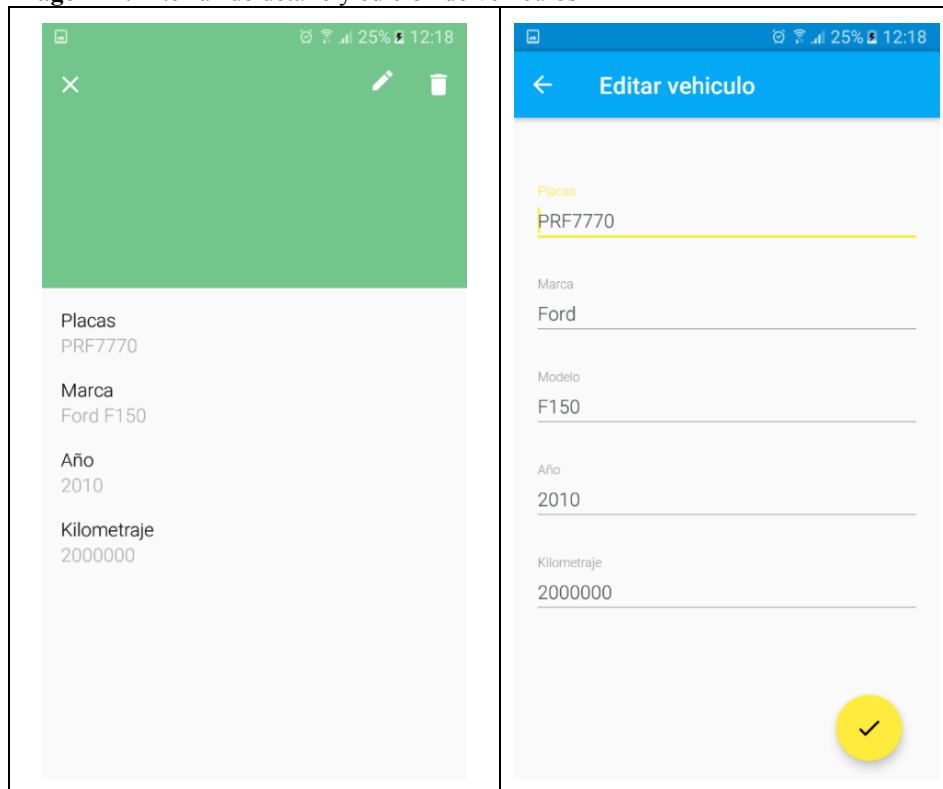 25% 12:18
Placas
PRF7770
Marca
Ford F150
Año
2010
Kilometraje
2000000
25% 12:18
Editar vehiculo
Placas
PRF7770
Marca
Ford
Modelo
F150
Año
2010
Kilometraje
2000000